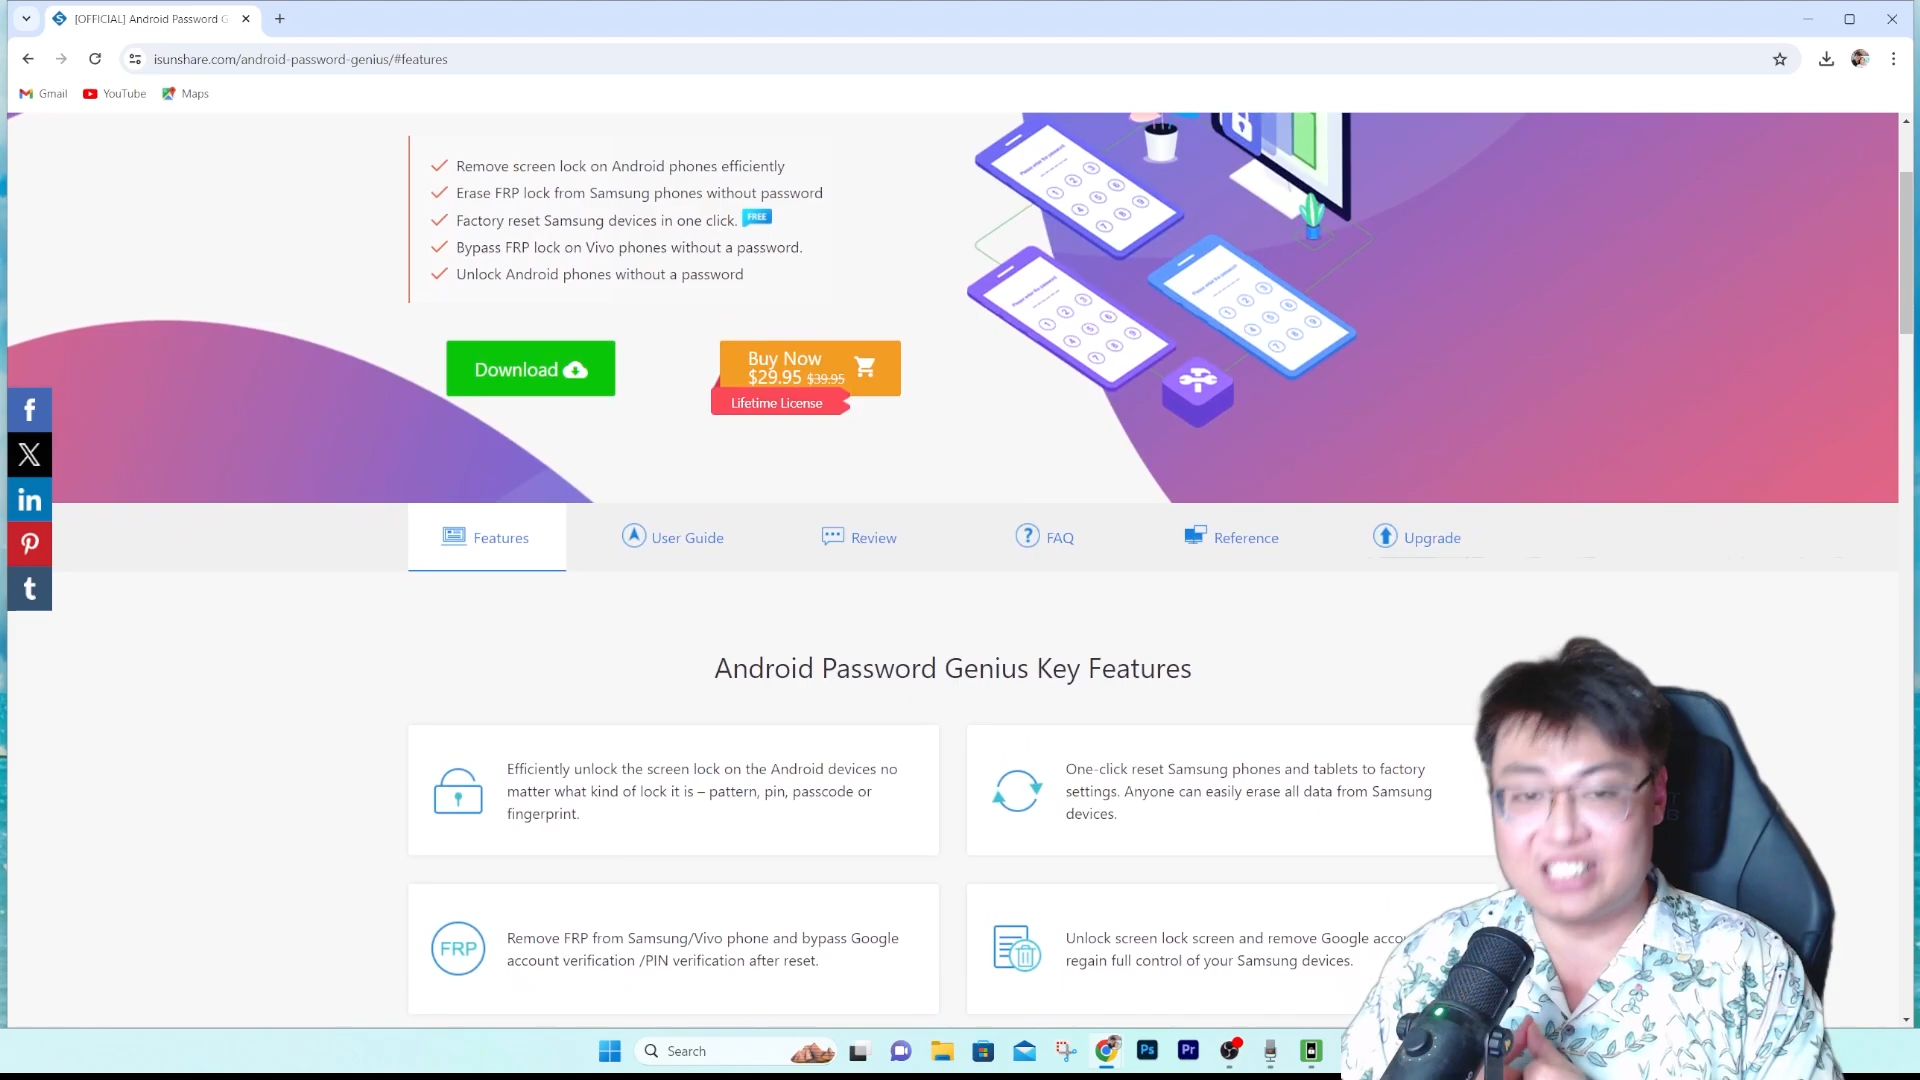 [OFFICIAL] Android Password G
isunshare.com/android-password-genius/#features
Gmail
YouTube
Maps
Remove screen lock on Android phones efficiently
Erase FRP lock from Samsung phones without password
Factory reset Samsung devices in one click. FREE
Bypass FRP lock on Vivo phones without a password.
Unlock Android phones without a password
Download
Buy Now
$29.95 $39.95
Lifetime License
Features
User Guide
Review
FAQ
Reference
Upgrade
Android Password Genius Key Features
Efficiently unlock the screen lock on the Android devices no
matter what kind of lock it is – pattern, pin, passcode or
fingerprint.
One-click reset Samsung phones and tablets to factory
settings. Anyone can easily erase all data from Samsung
devices.
FRP
Remove FRP from Samsung/Vivo phone and bypass Google
account verification /PIN verification after reset.
Unlock screen lock screen and remove Google acco
regain full control of your Samsung devices.
Search
Ps
Pr